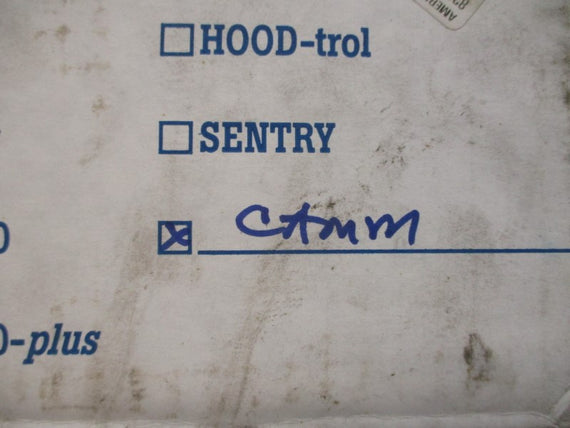 HOOD-trol
SENTRY
CAMM
-plus